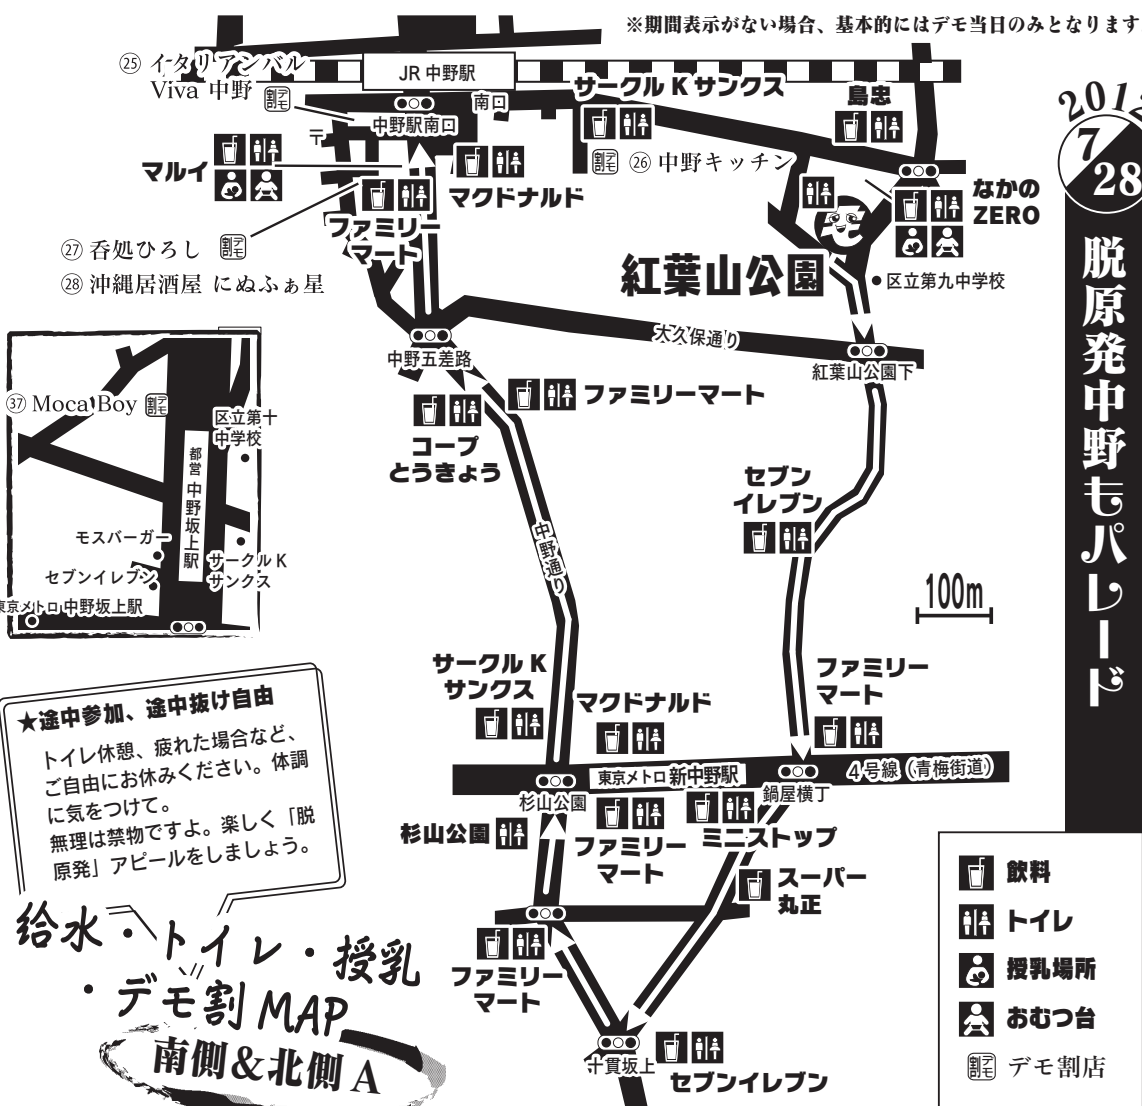 ※期間表示がない場合、基本的にはデモ当日のみとなります
㉕ イタリアンバル
Viva 中野 デモ割
JR 中野駅
南口
中野駅南口
〒
サークル K サンクス
島忠
マルイ
マクドナルド
デモ割 ㉖ 中野キッチン
なかの
ZERO
ファミリー
マート
㉗ 呑処ひろし デモ割
㉘ 沖縄居酒屋 にぬふぁ星
紅葉山公園
区立第九中学校
大久保通り
中野五差路
紅葉山公園下
ファミリーマート
コープ
とうきょう
セブン
イレブン
中野通り
100m
㊲ Moca Boy デモ割
区立第十
中学校
都営 中野坂上駅
モスバーガー
サークル K
サンクス
セブンイレブン
東京メトロ 中野坂上駅
サークル K
サンクス
マクドナルド
ファミリー
マート
東京メトロ 新中野駅
4号線（青梅街道）
杉山公園
鍋屋横丁
杉山公園
ファミリー
マート
ミニストップ
スーパー
丸正
ファミリー
マート
十貫坂上
セブンイレブン
★途中参加、途中抜け自由
トイレ休憩、疲れた場合など、
ご自由にお休みください。体調
に気をつけて。
無理は禁物ですよ。楽しく「脱
原発」アピールをしましょう。
給水・トイレ・授乳
・デモ割 MAP
南側＆北側 A
7
28
脱原発中野もパレード
飲料
トイレ
授乳場所
おむつ台
デモ割 デモ割店